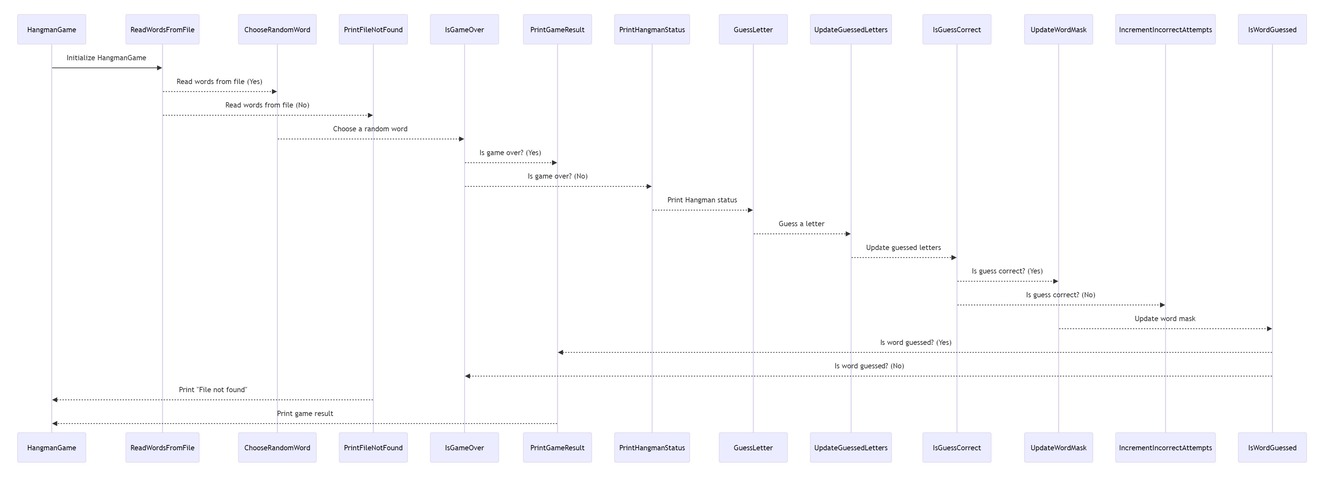 HangmanGame
ReadWordsFromFile
ChooseRandomWord
PrintFileNotFound
IsGameOver
PrintGameResult
PrintHangmanStatus
GuessLetter
UpdateGuessedLetters
IsGuessCorrect
UpdateWordMask
IncrementIncorrectAttempts
IsWordGuessed
Initialize HangmanGame
Read words from file (Yes)
Read words from file (No)
Choose a random word
Is game over? (Yes)
Is game over? (No)
Print Hangman status
Guess a letter
Update guessed letters
Is guess correct? (Yes)
Is guess correct? (No)
Update word mask
Is word guessed? (Yes)
Is word guessed? (No)
Print "File not found"
Print game result
HangmanGame
ReadWordsFromFile
ChooseRandomWord
PrintFileNotFound
IsGameOver
PrintGameResult
PrintHangmanStatus
GuessLetter
UpdateGuessedLetters
IsGuessCorrect
UpdateWordMask
IncrementIncorrectAttempts
IsWordGuessed